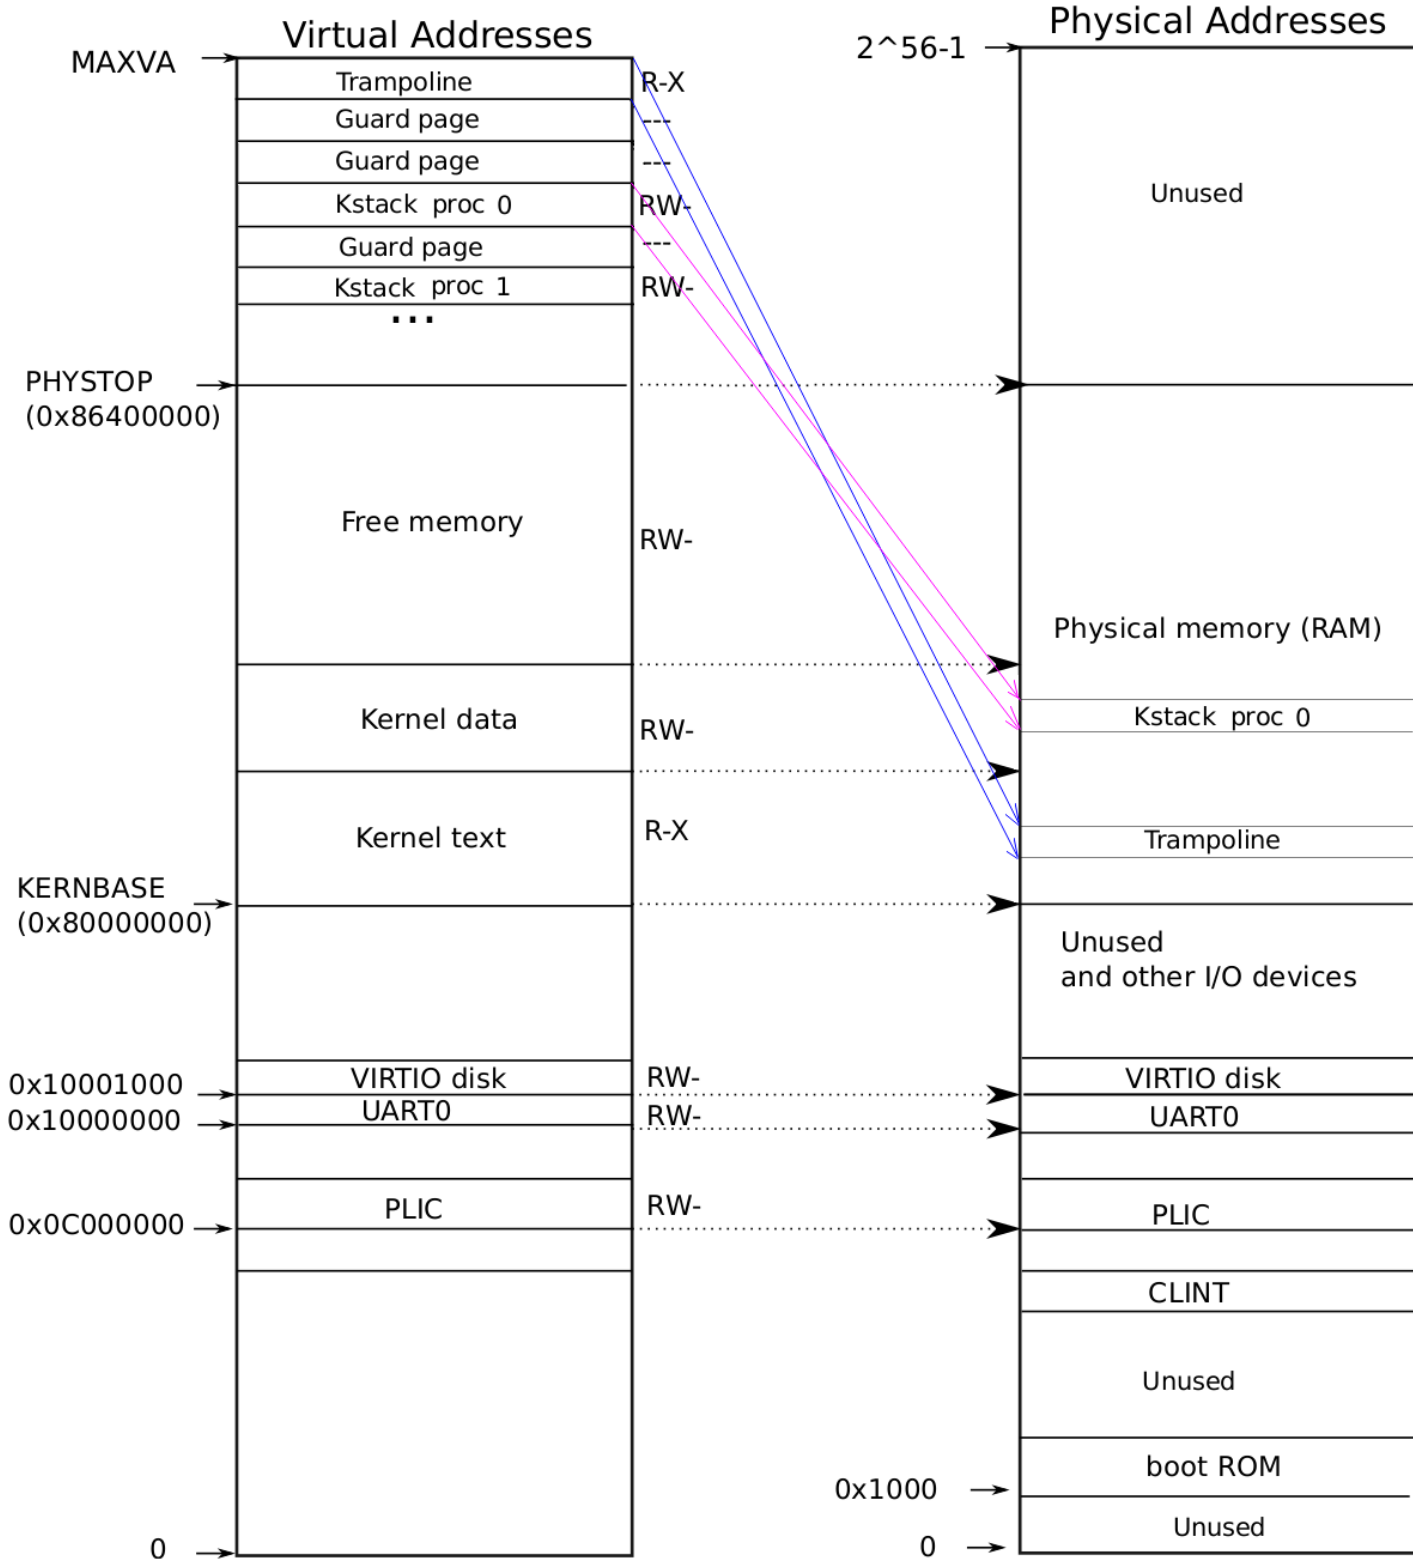 Virtual Addresses
Physical Addresses
MAXVA
2^56-1
Trampoline
R-X
Guard page
---
Guard page
---
Unused
Kstack proc 0
RW-
Guard page
---
Kstack proc 1
RW-
...
PHYSTOP
(0x86400000)
Free memory
RW-
Physical memory (RAM)
Kstack proc 0
Kernel data
RW-
Kernel text
R-X
Trampoline
KERNBASE
(0x80000000)
Unused
and other I/O devices
0x10001000
VIRTIO disk
RW-
VIRTIO disk
0x10000000
UART0
RW-
UART0
0x0C000000
PLIC
RW-
PLIC
CLINT
Unused
boot ROM
0x1000
Unused
0
0